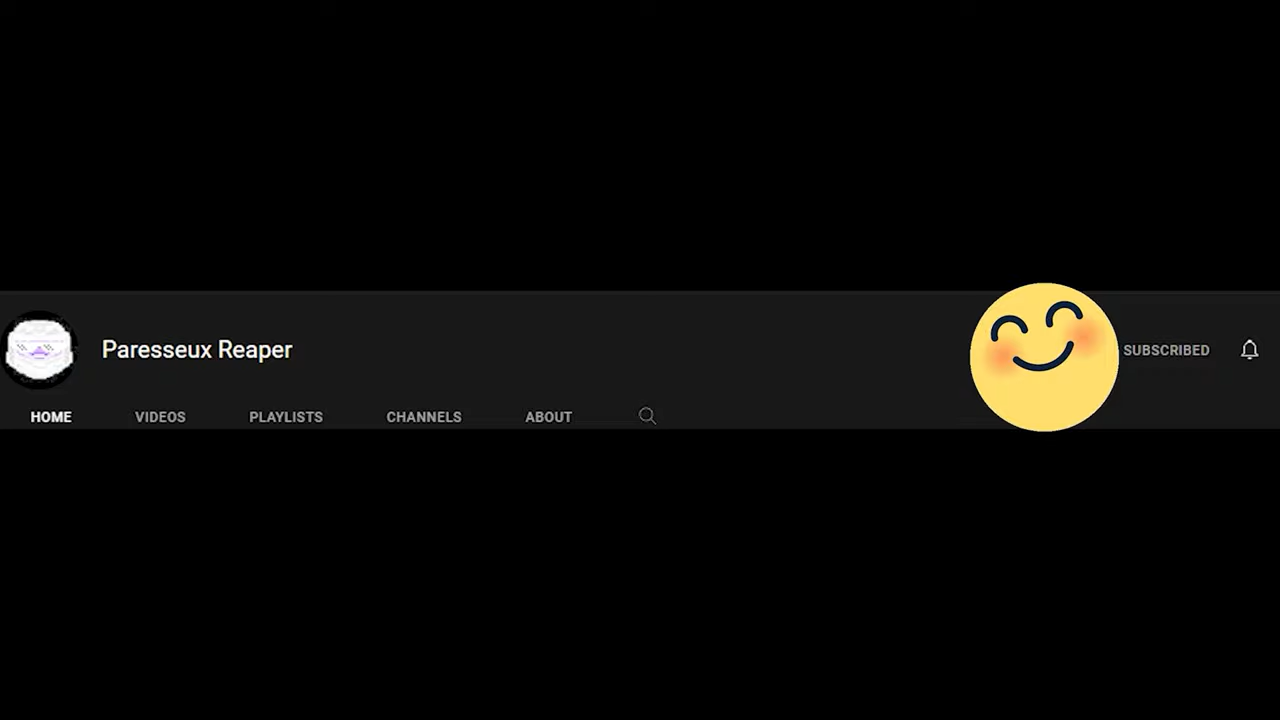 Paresseux Reaper
SUBSCRIBED
HOME VIDEOS PLAYLISTS CHANNELS ABOUT